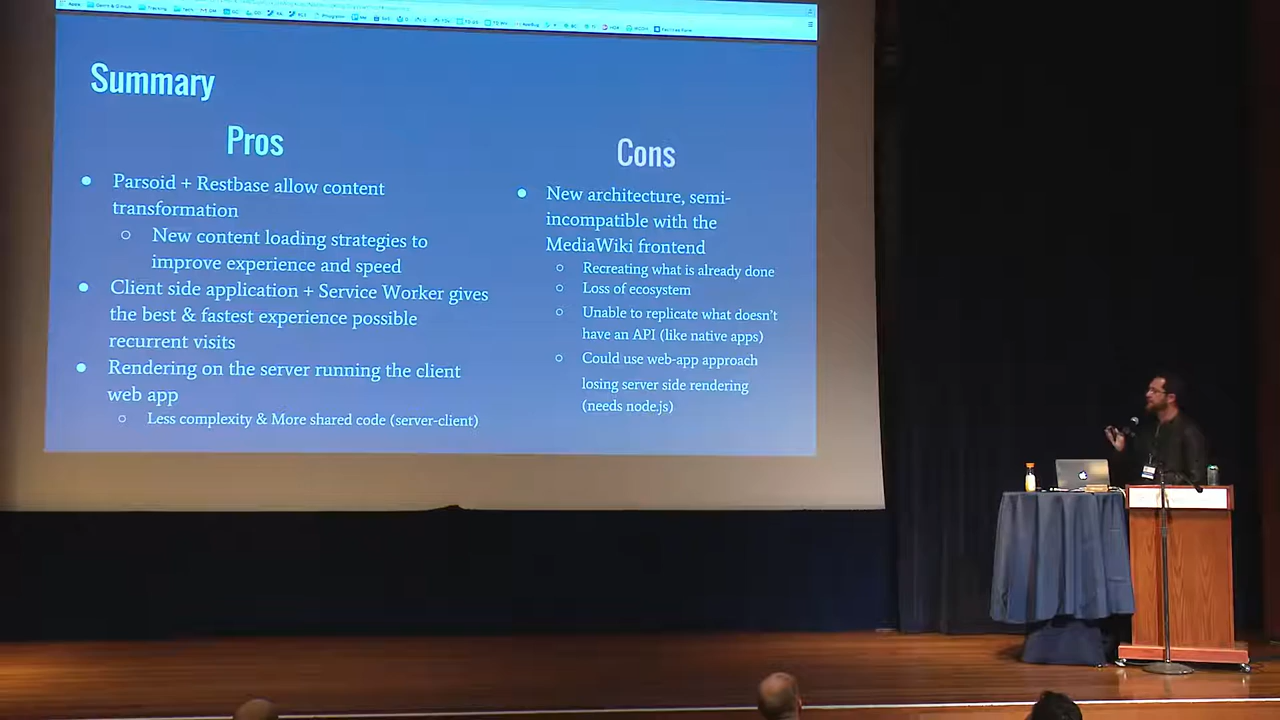 Apps
Summary
Pros
Parsoid + Restbase allow content
transformation
New content loading strategies to
improve experience and speed
Client side application + Service Worker gives
the best & fastest experience possible
recurrent visits
Rendering on the server running the client
web app
Less complexity & More shared code (server-client)
Cons
New architecture, semi-
incompatible with the
MediaWiki frontend
Recreating what is already done
Loss of ecosystem
Unable to replicate what doesn't
have an API (like native apps)
Could use web-app approach
losing server side rendering
(needs node.js)